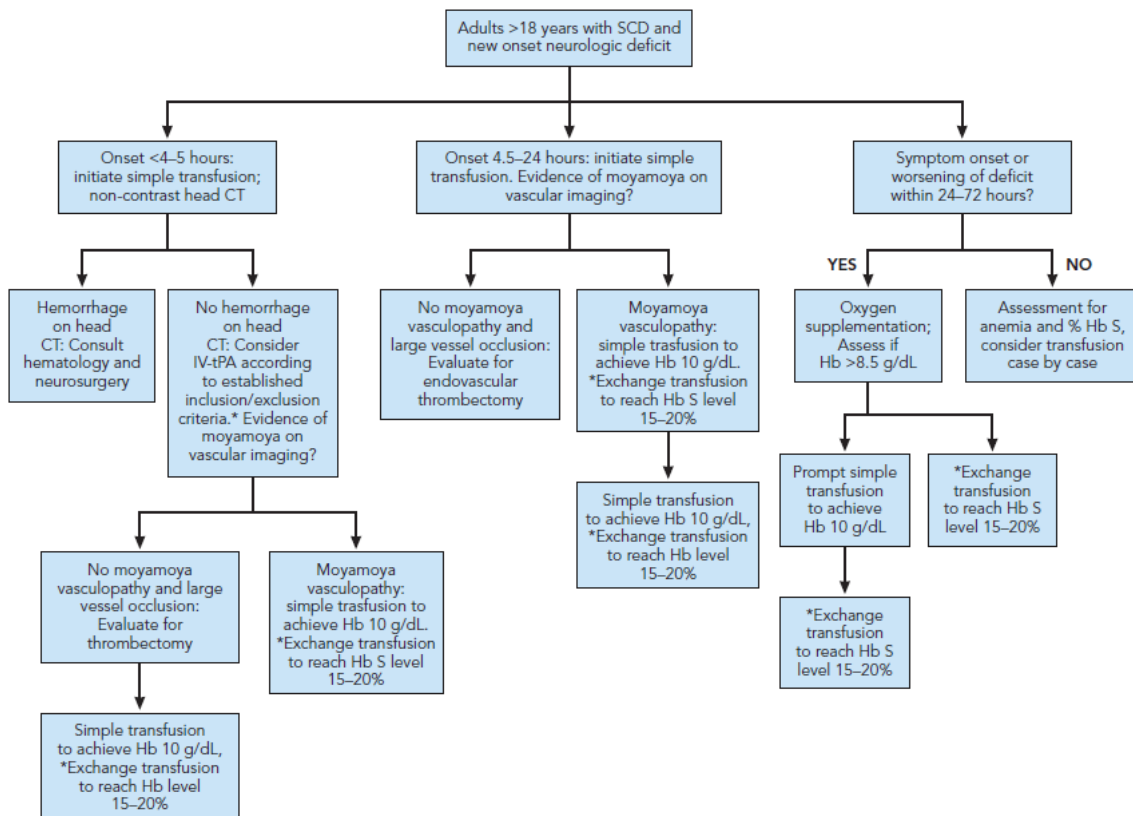 Adults >18 years with SCD and
new onset neurologic deficit
Onset <4–5 hours:
initiate simple transfusion;
non-contrast head CT
Onset 4.5–24 hours: initiate simple
transfusion. Evidence of moyamoya on
vascular imaging?
Symptom onset or
worsening of deficit
within 24–72 hours?
YES
NO
Hemorrhage
on head
CT: Consult
hematology and
neurosurgery
No hemorrhage
on head
CT: Consider
IV-tPA according
to established
inclusion/exclusion
criteria.* Evidence of
moyamoya on
vascular imaging?
No moyamoya
vasculopathy and
large vessel occlusion:
Evaluate for
endovascular
thrombectomy
Moyamoya
vasculopathy:
simple trasfusion to
achieve Hb 10 g/dL.
*Exchange transfusion
to reach Hb S level
15–20%
Oxygen
supplementation;
Assess if
Hb >8.5 g/dL
Assessment for
anemia and % Hb S,
consider transfusion
case by case
Simple transfusion
to achieve Hb 10 g/dL,
*Exchange transfusion
to reach Hb level
15–20%
Prompt simple
transfusion
to achieve
Hb 10 g/dL
*Exchange
transfusion
to reach Hb S
level 15–20%
No moyamoya
vasculopathy and large
vessel occlusion:
Evaluate for
thrombectomy
Moyamoya
vasculopathy:
simple trasfusion to
achieve Hb 10 g/dL.
*Exchange transfusion
to reach Hb S level
15–20%
*Exchange
transfusion
to reach Hb S
level 15–20%
Simple transfusion
to achieve Hb 10 g/dL,
*Exchange transfusion
to reach Hb level
15–20%